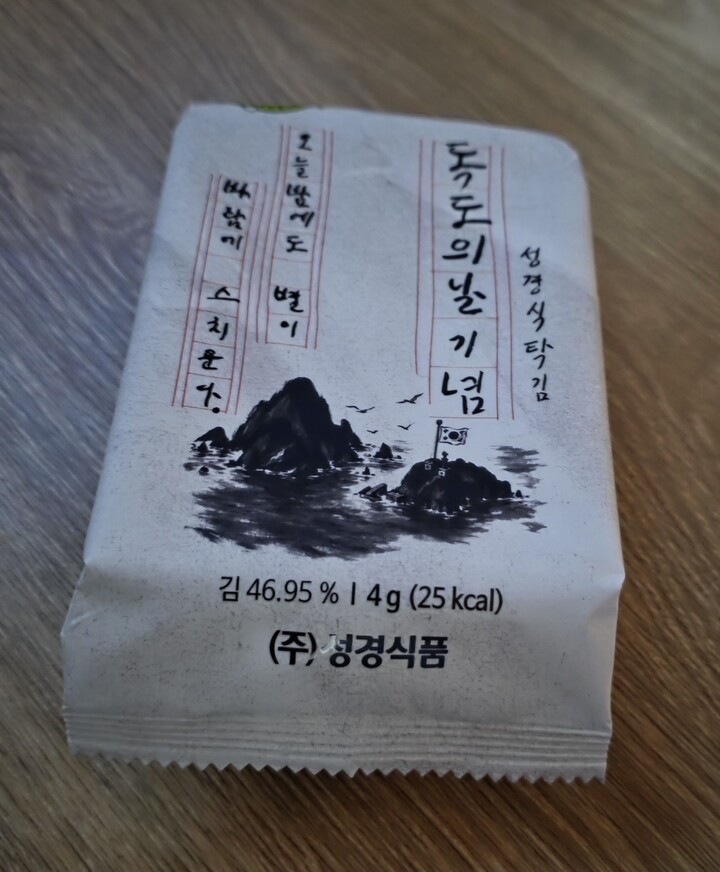 성경식탁김
독도의날 기념
오늘밤에도 별이
바람에 스치운다.
김 46.95 % | 4 g (25 kcal)
(주) 성경식품